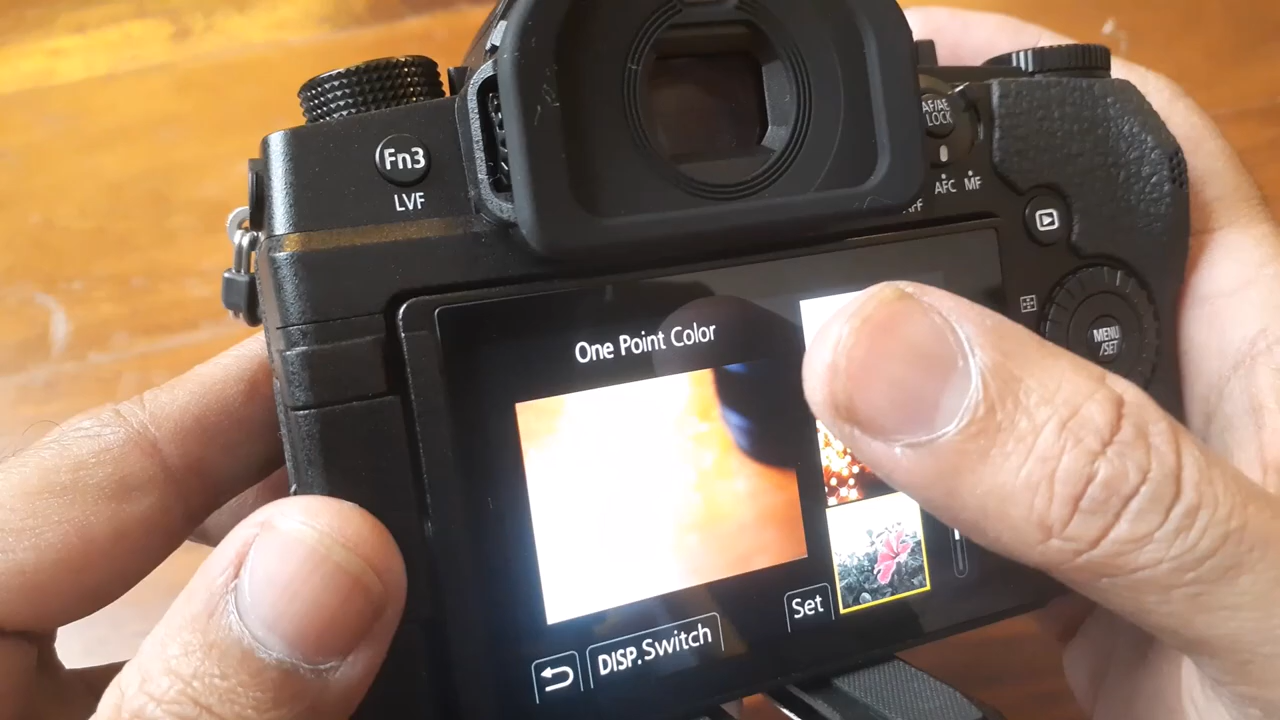 Fn3
LVF
AF/AE
LOCK
AFC MF
MENU
/SET
One Point Color
Set
DISP.Switch